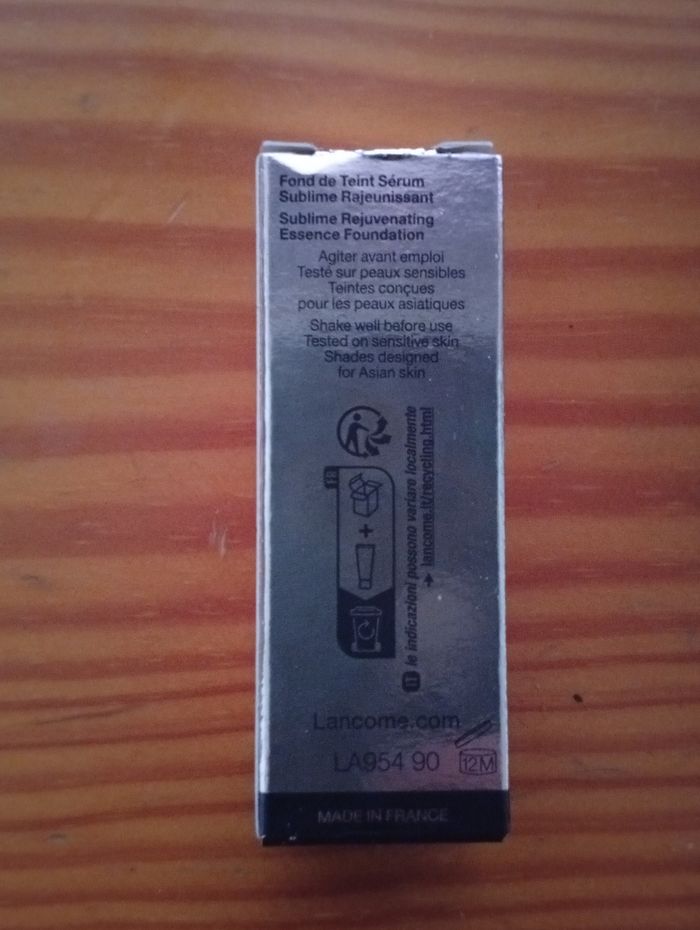 Fond de Teint Sérum
Sublime Rajeunissant
Sublime Rejuvenating
Essence Foundation
Agiter avant emploi
Testé sur peaux sensibles
Teintes conçues
pour les peaux asiatiques
Shake well before use
Tested on sensitive skin
Shades designed
for Asian skin
FR
+
IT le indicazioni possono variare localmente
➔ lancome.it/recycling.html
Lancome.com
LA954 90
12M
MADE IN FRANCE